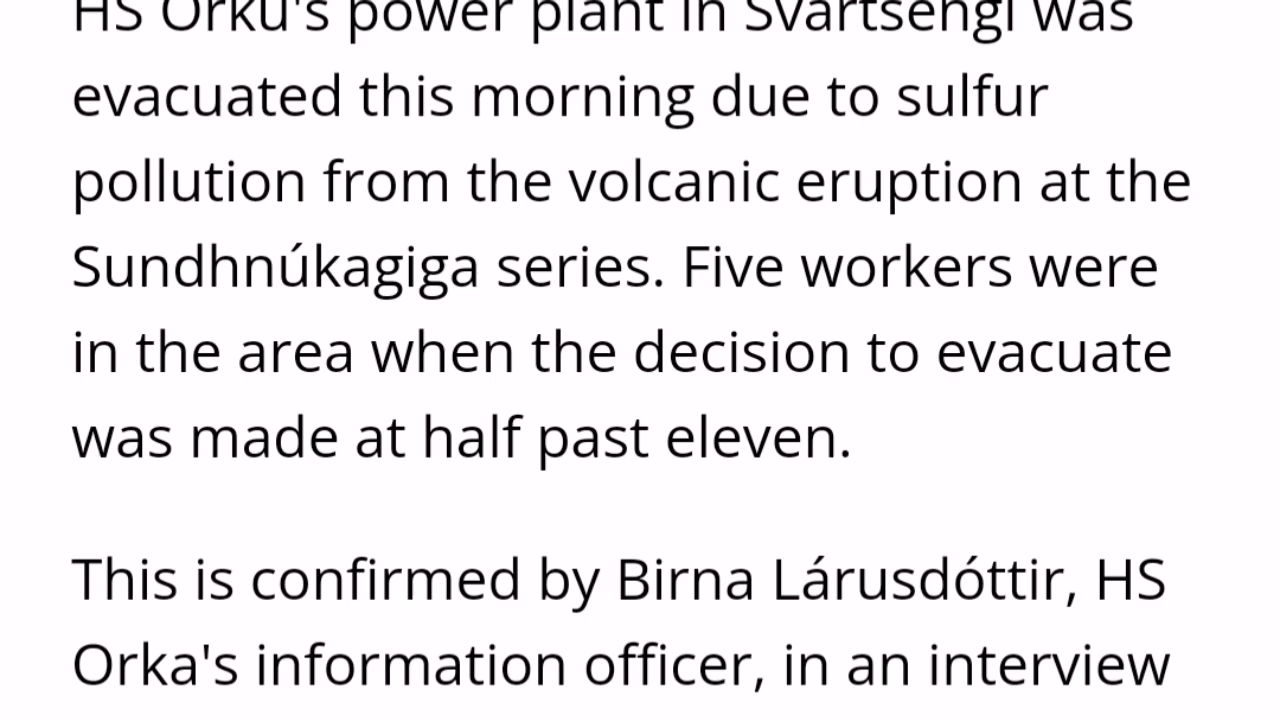 HS Orku's power plant in Svartsengi was
evacuated this morning due to sulfur
pollution from the volcanic eruption at the
Sundhnúkagiga series. Five workers were
in the area when the decision to evacuate
was made at half past eleven.
This is confirmed by Birna Lárusdóttir, HS
Orka's information officer, in an interview